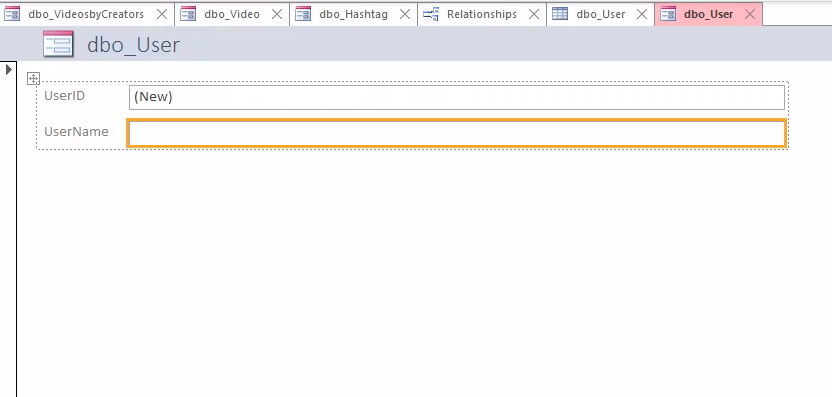 dbo_VideosbyCreators dbo_Video dbo_Hashtag Relationships dbo_User dbo_User
dbo_User
UserID (New)
UserName